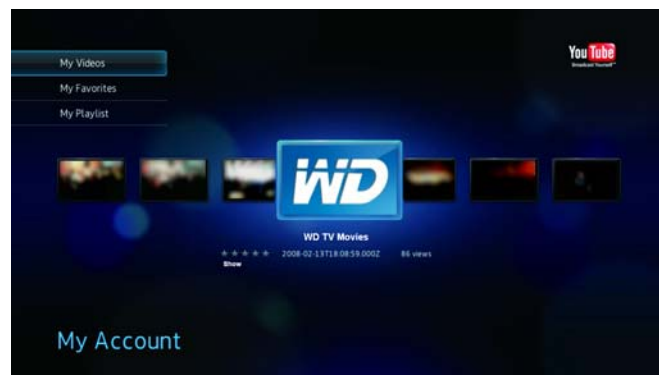 My Videos
You Tube
Broadcast Yourself™
My Favorites
My Playlist
WD
WD TV Movies
2008-02-13T18:08:59.000Z 86 views
Show
My Account